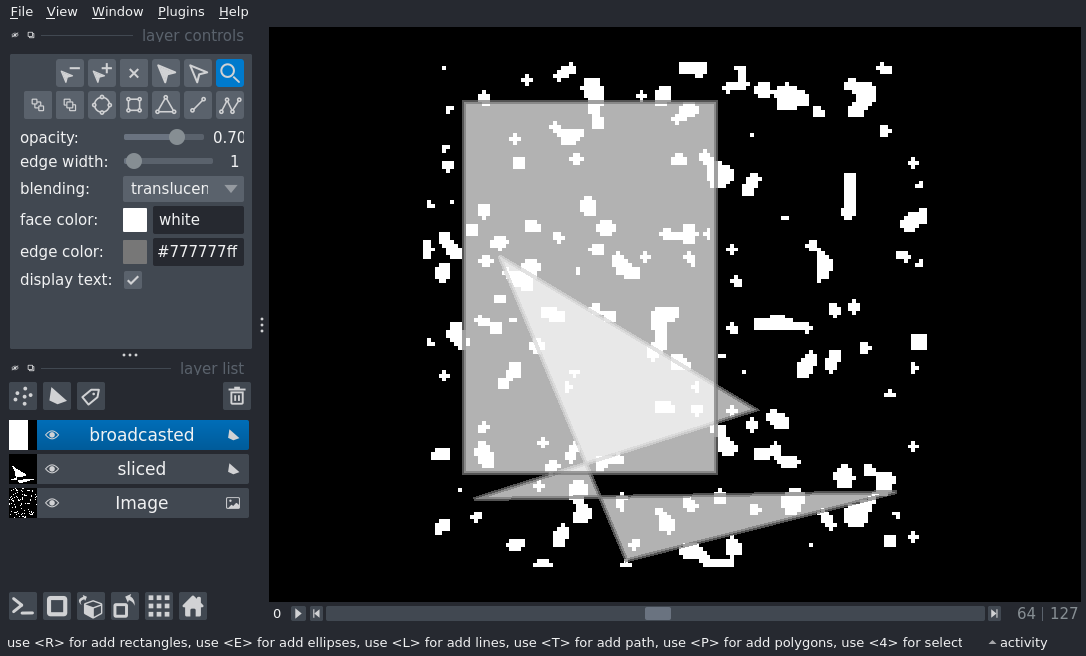 File View Window Plugins Help
layer controls
opacity: 0.70
edge width: 1
blending: translucen
face color: white
edge color: #777777ff
display text:
layer list
broadcasted
sliced
Image
0 64 127
use <R> for add rectangles, use <E> for add ellipses, use <L> for add lines, use <T> for add path, use <P> for add polygons, use <4> for select activity